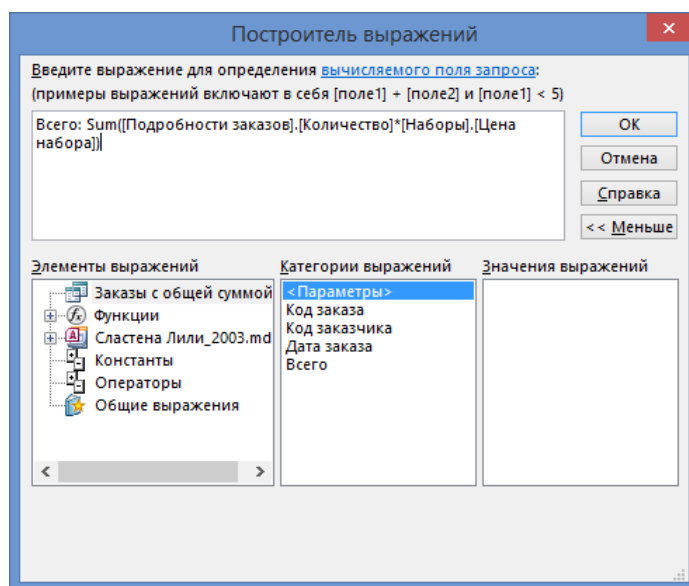 Построитель выражений
Введите выражение для определения вычисляемого поля запроса:
(примеры выражений включают в себя [поле1] + [поле2] и [поле1] < 5)
Всего: Sum([Подробности заказов].[Количество]*[Наборы].[Цена
набора])
ОК
Отмена
Справка
<< Меньше
Элементы выражений
Заказы с общей суммой
Функции
Сластена Лили_2003.md
Константы
Операторы
Общие выражения
Категории выражений
<Параметры>
Код заказа
Код заказчика
Дата заказа
Всего
Значения выражений